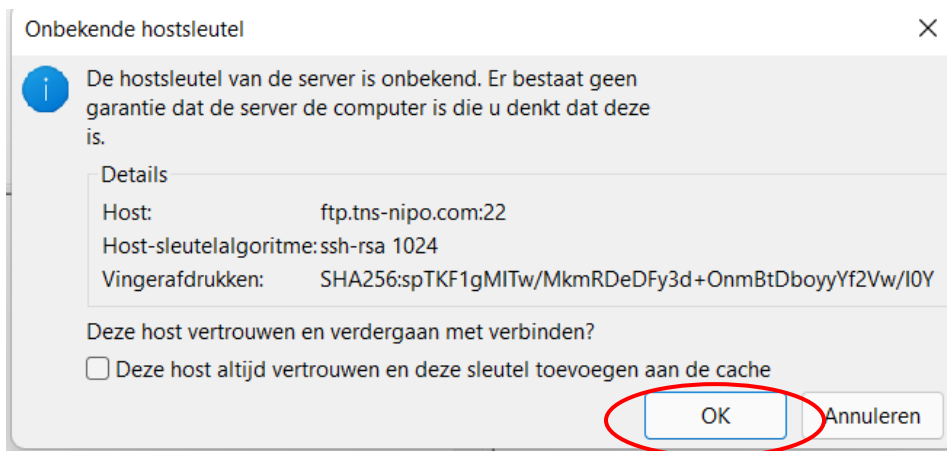 Onbekende hostsleutel
De hostsleutel van de server is onbekend. Er bestaat geen
garantie dat de server de computer is die u denkt dat deze
is.
Details
Host: ftp.tns-nipo.com:22
Host-sleutelalgoritme: ssh-rsa 1024
Vingerafdrukken: SHA256:spTKF1gMITw/MkmRDeDFy3d+OnmBtDboyyYf2Vw/I0Y
Deze host vertrouwen en verdergaan met verbinden?
Deze host altijd vertrouwen en deze sleutel toevoegen aan de cache
OK Annuleren